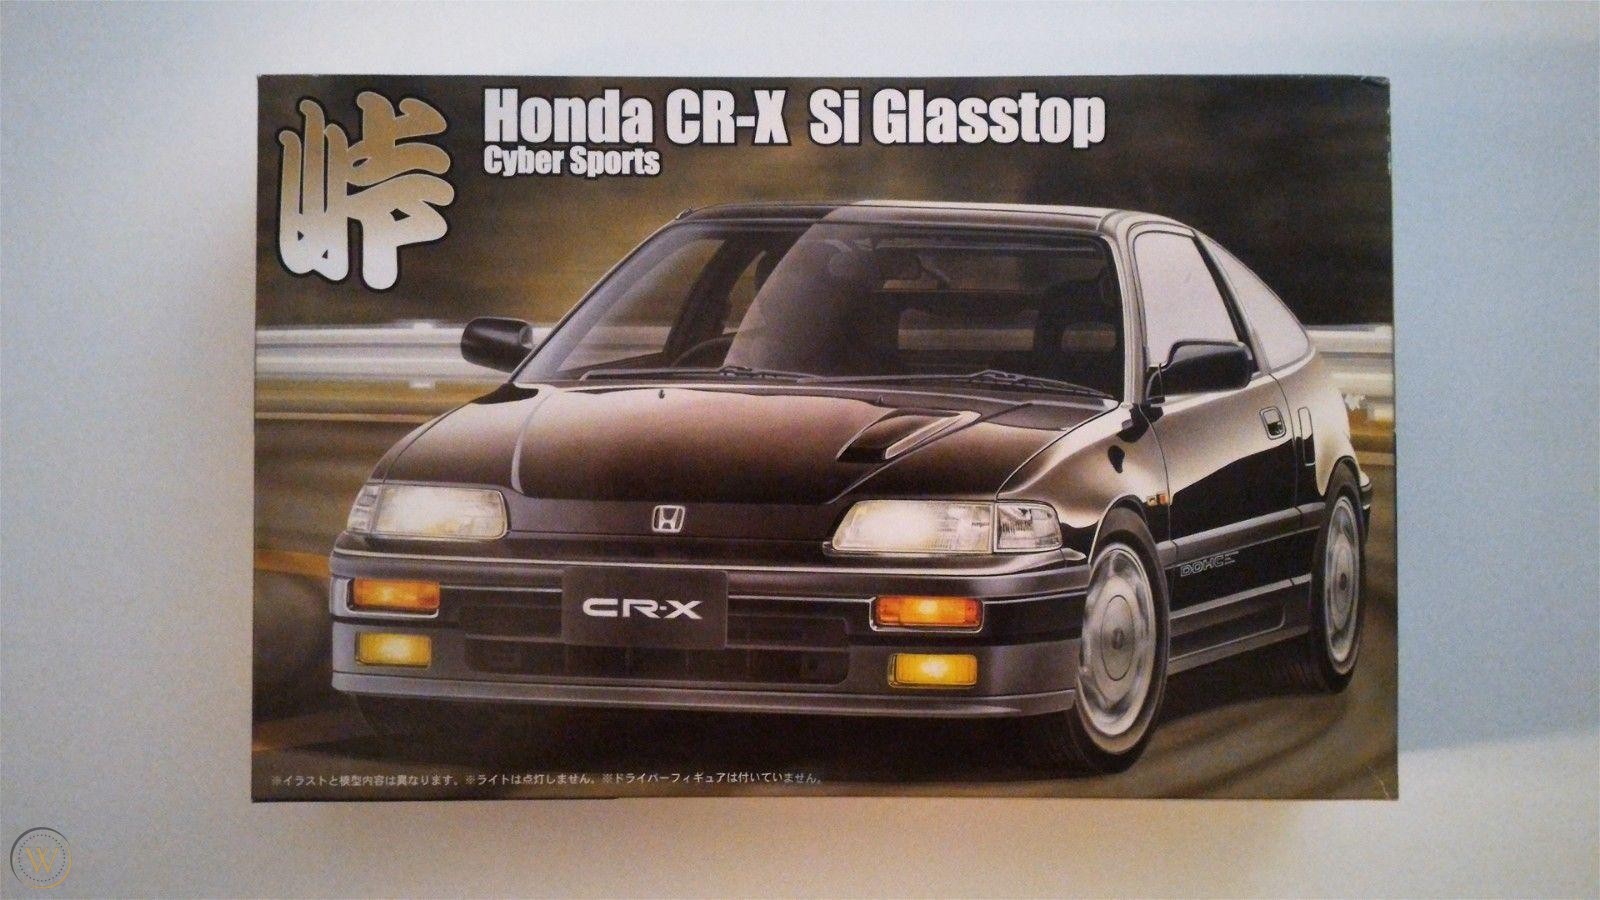 峠
Honda CR-X Si Glasstop
Cyber Sports
CR-X
DOHC
※イラストと模型内容は異なります。※ライトは点灯しません。※ドライバーフィギュアは付いていません。
W